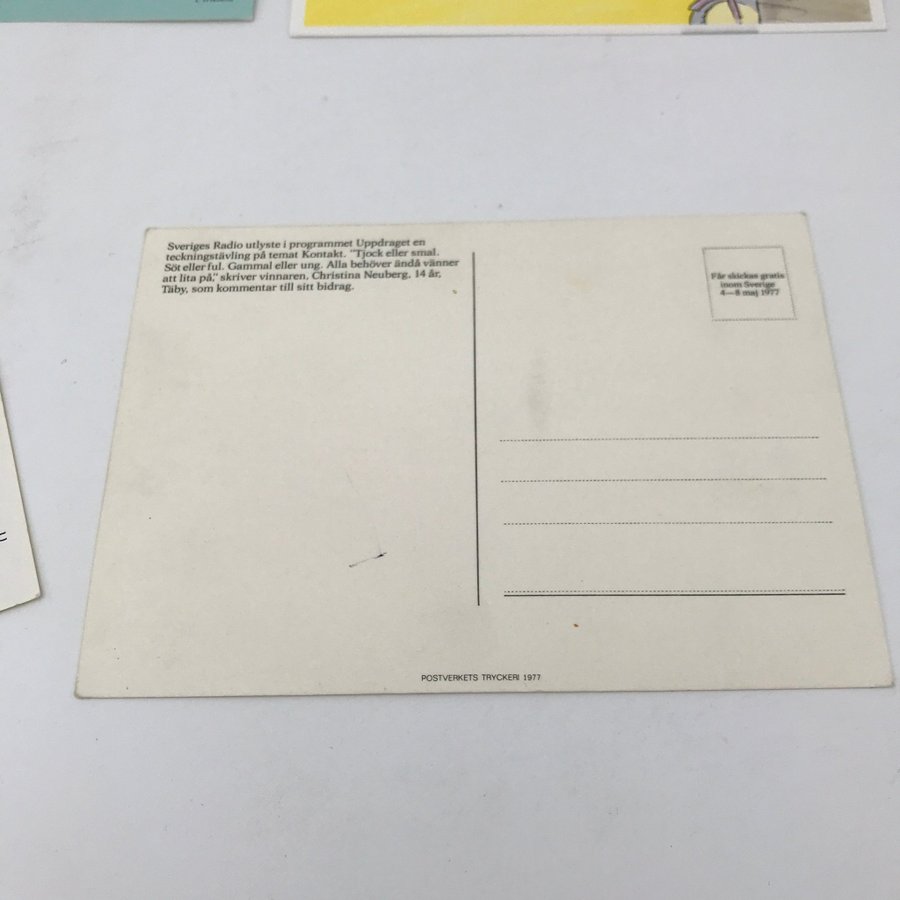 Sveriges Radio utlyste i programmet Uppdraget en
teckningstävling på temat Kontakt. "Tjock eller smal.
Söt eller ful. Gammal eller ung. Alla behöver ändå vänner
att lita på," skriver vinnaren, Christina Neuberg, 14 år,
Täby, som kommentar till sitt bidrag.
Får skickas gratis
inom Sverige
4—8 maj 1977
POSTVERKETS TRYCKERI 1977